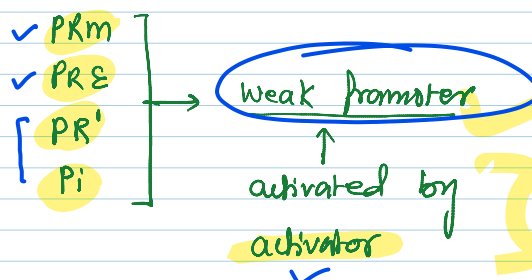 PRm
PRE
PR'
Pi
weak promoter
activated by
activator